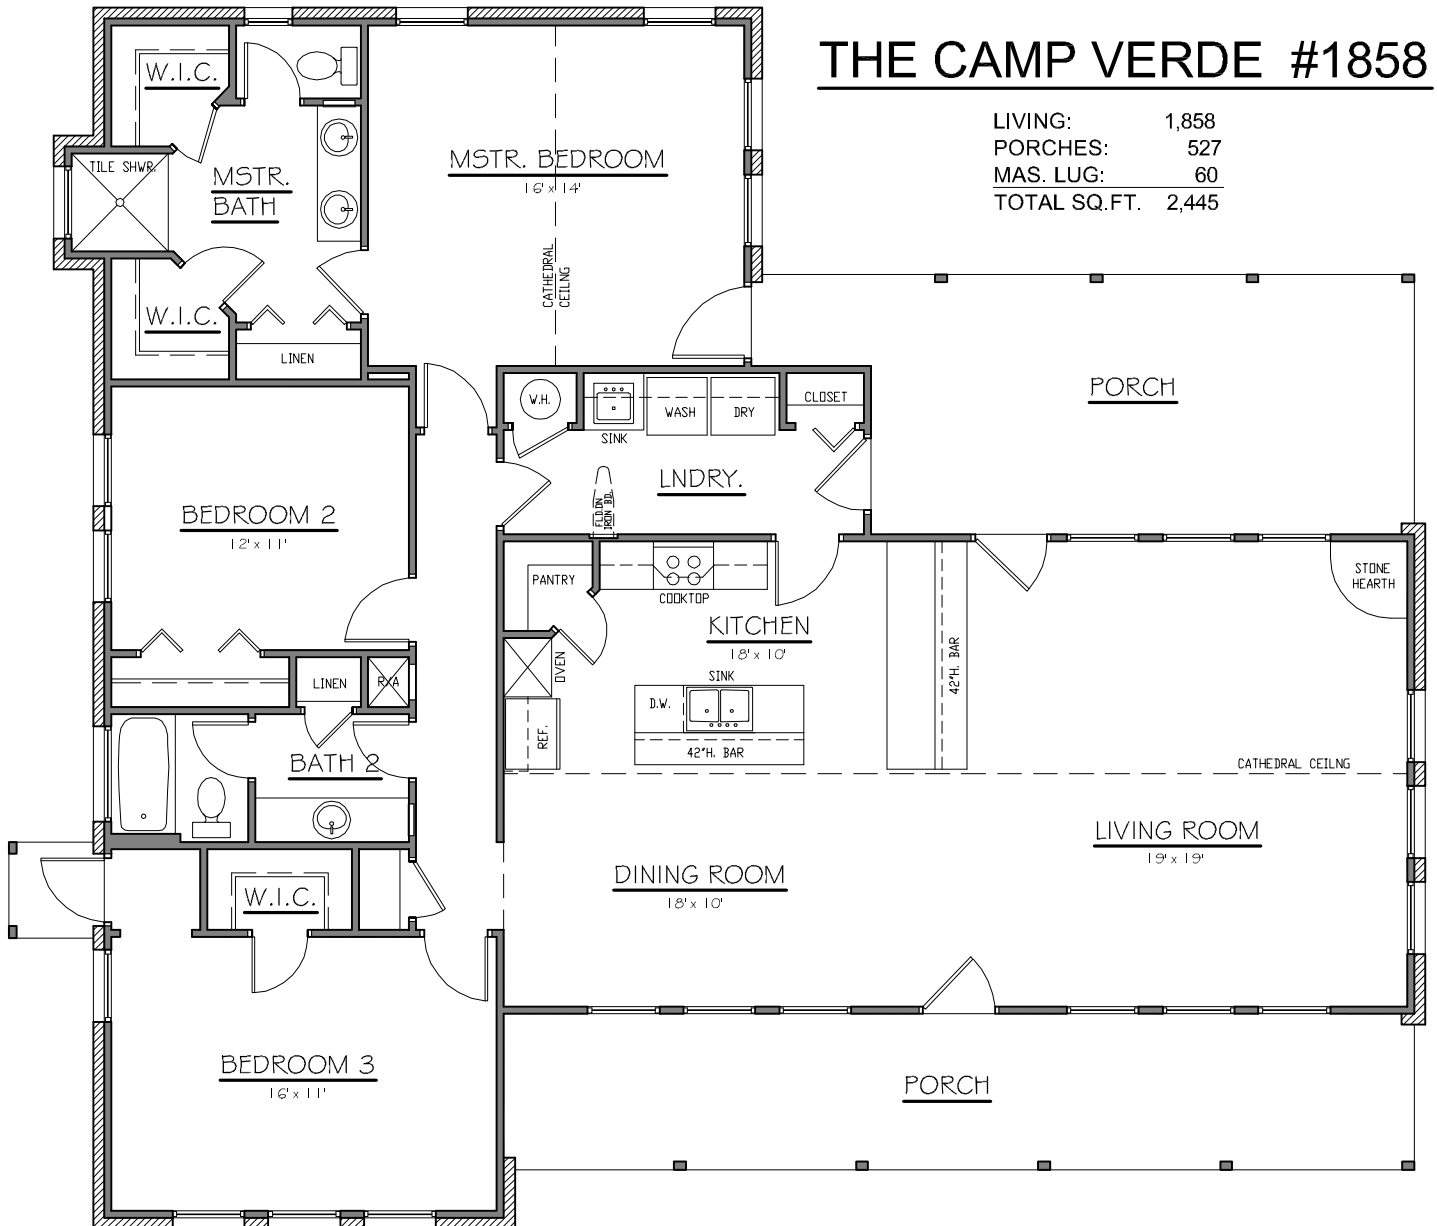 THE CAMP VERDE #1858
LIVING: 1,858
PORCHES: 527
MAS. LUG: 60
TOTAL SQ.FT. 2,445
W.I.C.
TILE SHWR.
MSTR.
BATH
MSTR. BEDROOM
16' x 14'
CATHEDRAL
CEILNG
W.I.C.
LINEN
PORCH
W.H.
SINK
WASH
DRY
CLOSET
LNDRY.
FLD.DN
IRON BD.
BEDROOM 2
12' x 11'
PANTRY
COOKTOP
STONE
HEARTH
KITCHEN
18' x 10'
42"H. BAR
OVEN
SINK
D.W.
REF.
42"H. BAR
LINEN
R/A
BATH 2
CATHEDRAL CEILNG
LIVING ROOM
19' x 19'
DINING ROOM
18' x 10'
W.I.C.
BEDROOM 3
16' x 11'
PORCH